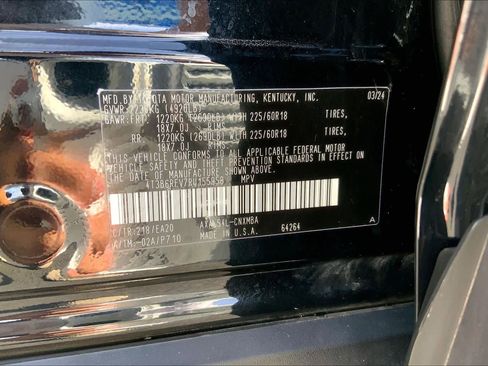 MFD.BY:TOYOTA MOTOR MANUFACTURING, KENTUCKY, INC. 03/24
GVWR: 2230KG (4920LB)
GAWR:FRT: 1220KG (2690LB) WITH 225/60R18 TIRES,
18X7.0J RIMS
RR. 1220KG (2690LB) WITH 225/60R18 TIRES,
18X7.0J RIMS
THIS VEHICLE CONFORMS TO ALL APPLICABLE FEDERAL MOTOR
VEHICLE SAFETY AND THEFT PREVENTION STANDARDS IN EFFECT ON
THE DATE OF MANUFACTURE SHOWN ABOVE.
MPV
C/TR:218/EA20
A/TM:-02A/P710 MADE IN U.S.A. 64264 A